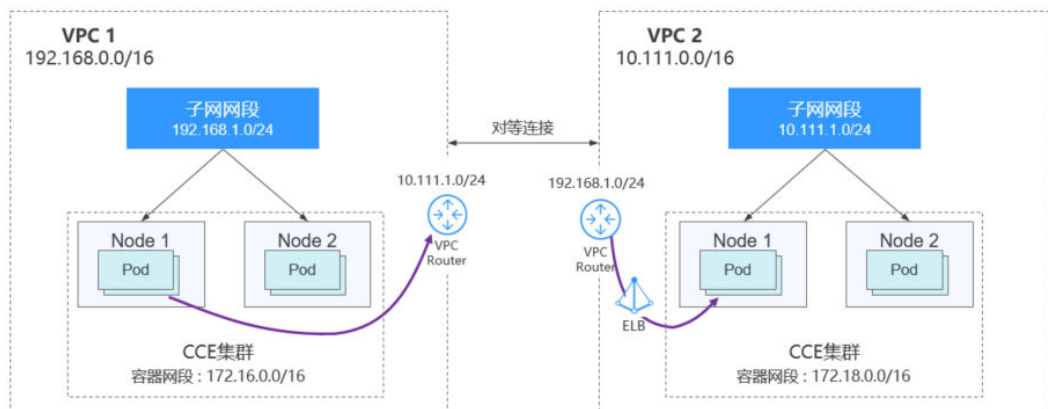 VPC 1
192.168.0.0/16
子网网段
192.168.1.0/24
Node 1
Pod
Node 2
Pod
CCE集群
容器网段：172.16.0.0/16
对等连接
10.111.1.0/24
VPC
Router
192.168.1.0/24
VPC
Router
ELB
VPC 2
10.111.0.0/16
子网网段
10.111.1.0/24
Node 1
Pod
Node 2
Pod
CCE集群
容器网段：172.18.0.0/16